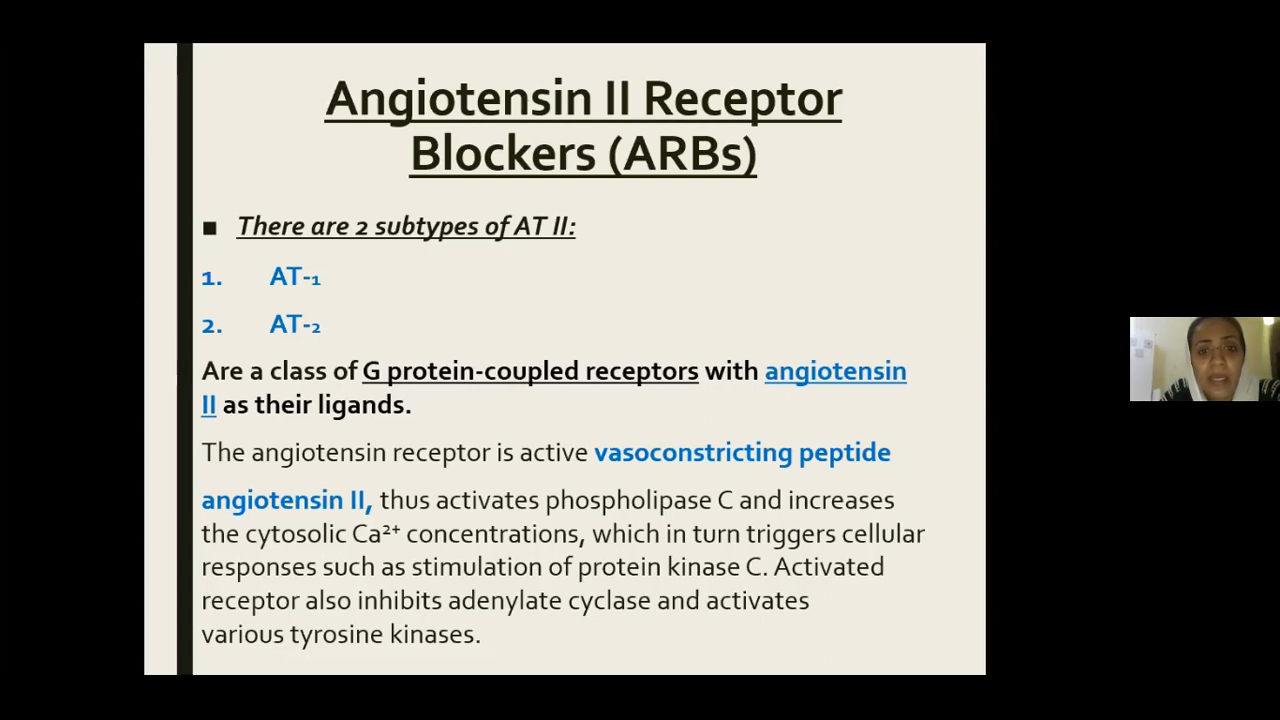 Angiotensin II Receptor
Blockers (ARBs)
■ There are 2 subtypes of AT II:
1. AT-₁
2. AT-₂
Are a class of G protein-coupled receptors with angiotensin
II as their ligands.
The angiotensin receptor is active vasoconstricting peptide
angiotensin II, thus activates phospholipase C and increases
the cytosolic Ca²⁺ concentrations, which in turn triggers cellular
responses such as stimulation of protein kinase C. Activated
receptor also inhibits adenylate cyclase and activates
various tyrosine kinases.